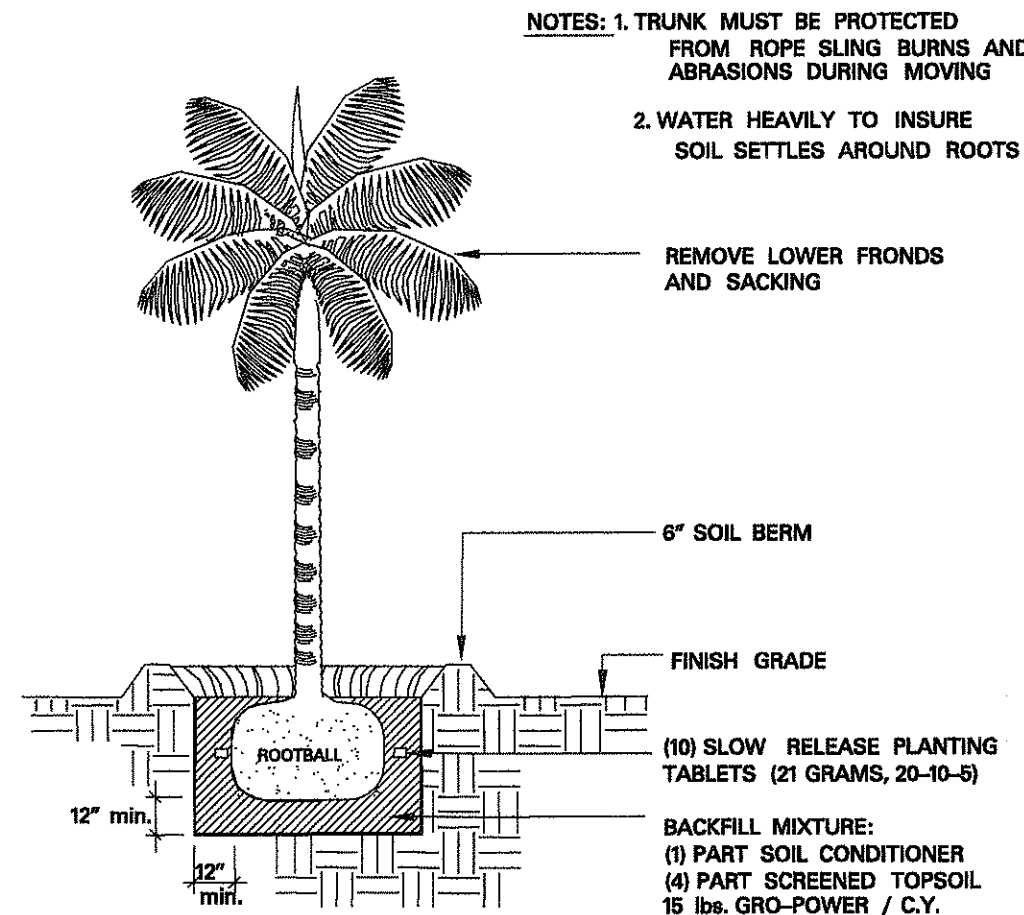 NOTES: 1. TRUNK MUST BE PROTECTED
FROM ROPE SLING BURNS AND
ABRASIONS DURING MOVING
2. WATER HEAVILY TO INSURE
SOIL SETTLES AROUND ROOTS
REMOVE LOWER FRONDS
AND SACKING
6" SOIL BERM
FINISH GRADE
ROOTBALL
(10) SLOW RELEASE PLANTING
TABLETS (21 GRAMS, 20-10-5)
12" min.
BACKFILL MIXTURE:
(1) PART SOIL CONDITIONER
(4) PART SCREENED TOPSOIL
15 lbs. GRO-POWER / C.Y.
12"
min.